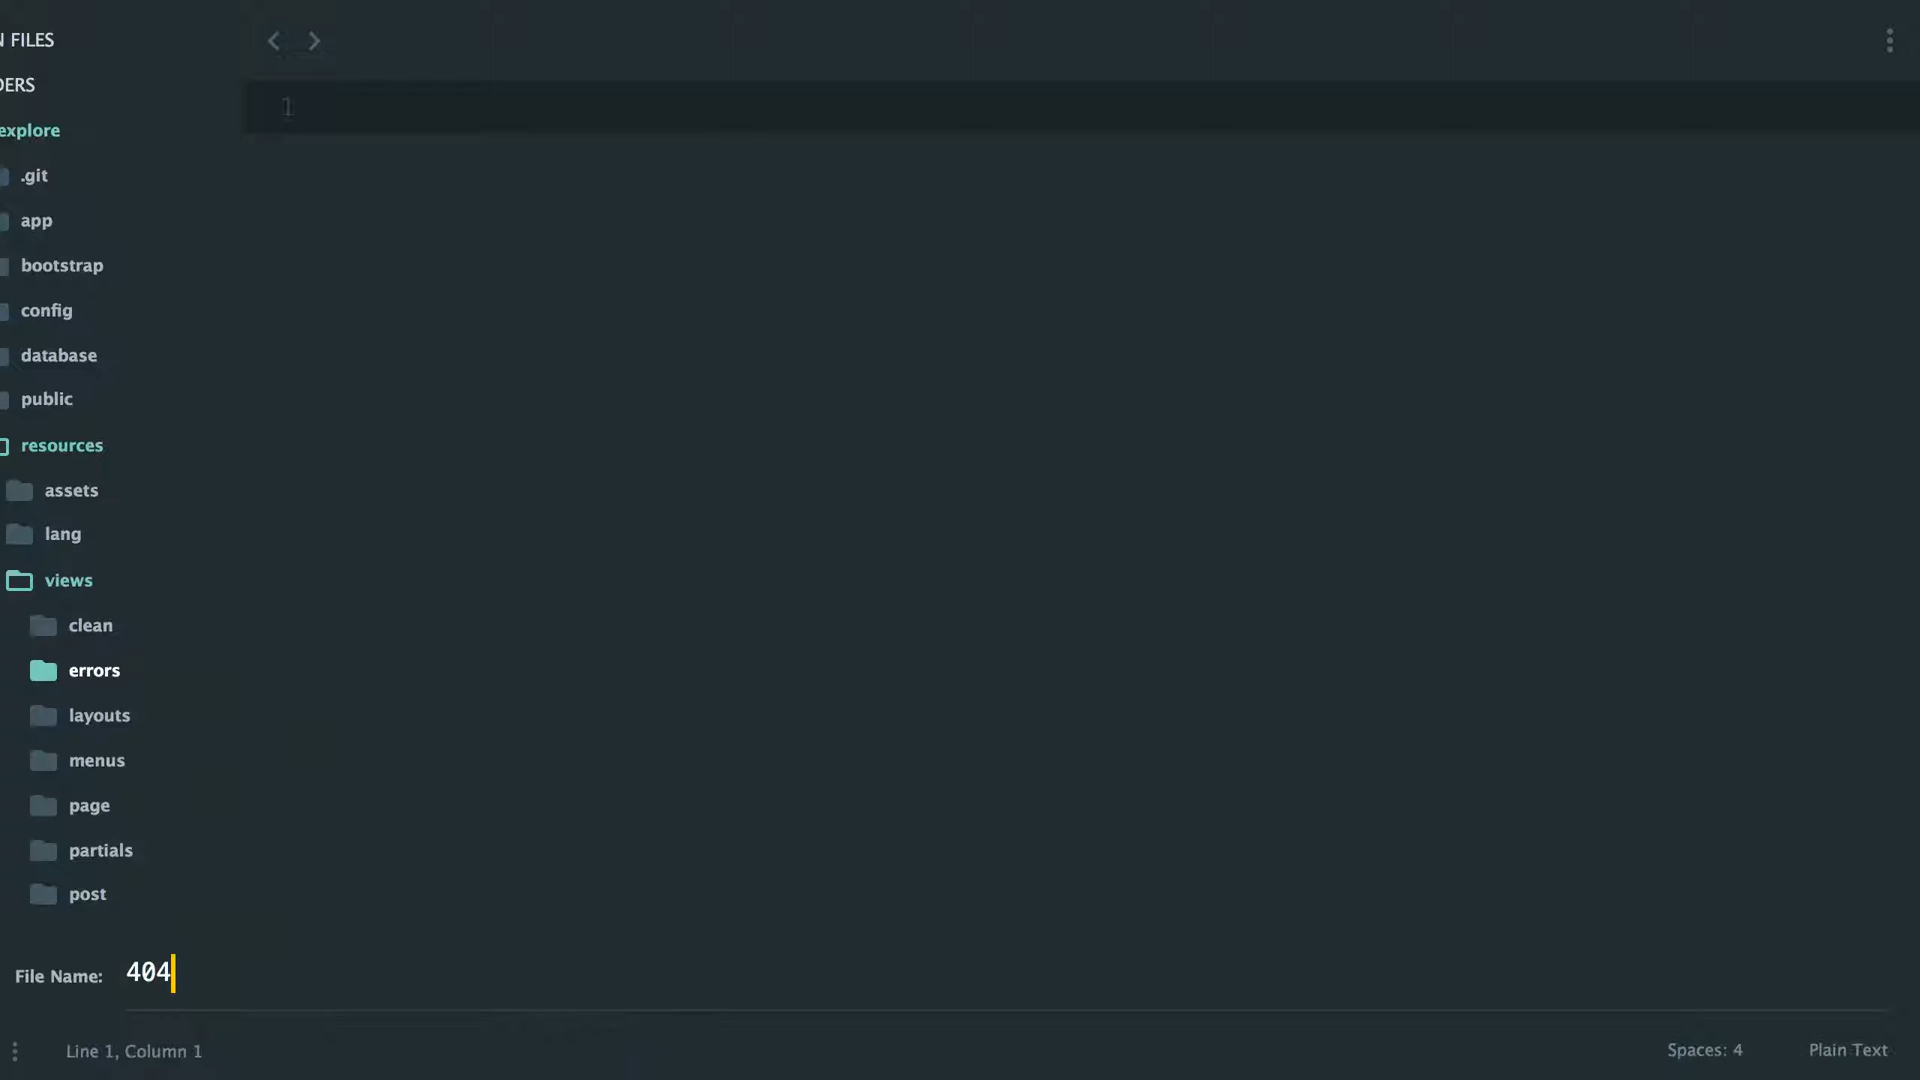 N FILES
DERS
explore
.git
app
bootstrap
config
database
public
resources
assets
lang
views
clean
errors
layouts
menus
page
partials
post
1
File Name: 404
Line 1, Column 1
Spaces: 4
Plain Text